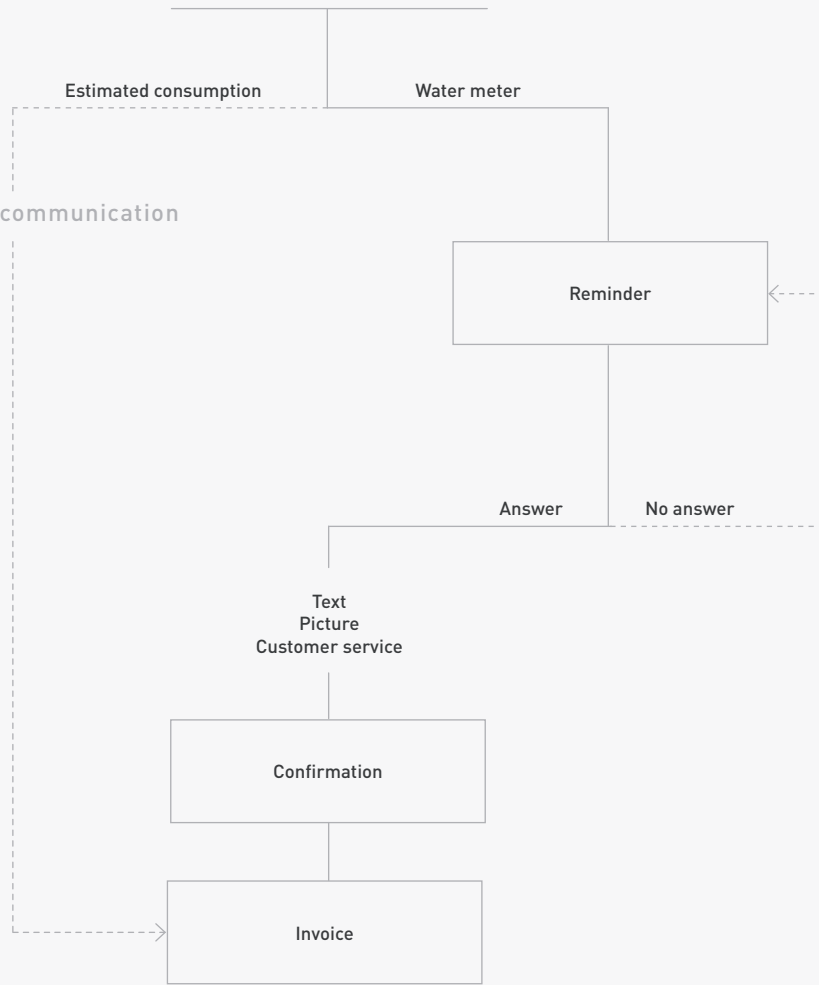 Estimated consumption
Water meter
communication
Reminder
Answer
No answer
Text
Picture
Customer service
Confirmation
Invoice